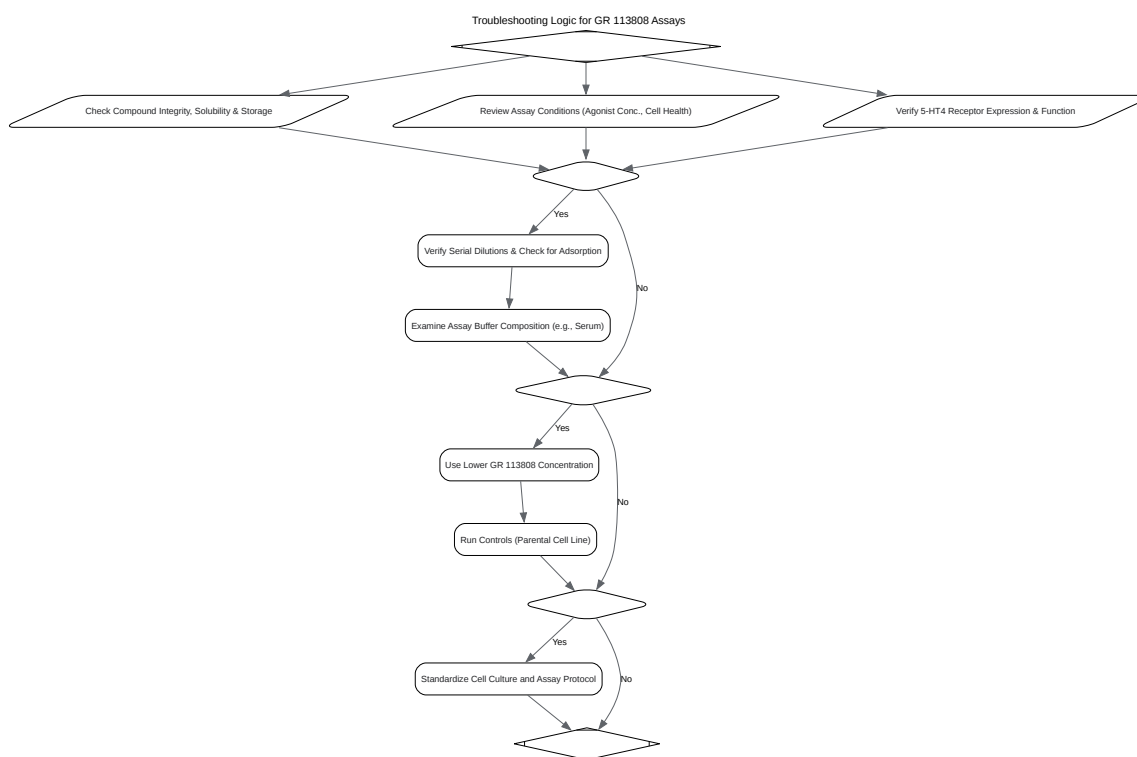 Troubleshooting Logic for GR 113808 Assays
Check Compound Integrity, Solubility & Storage
Review Assay Conditions (Agonist Conc., Cell Health)
Verify 5-HT4 Receptor Expression & Function
Yes
Verify Serial Dilutions & Check for Adsorption
No
Examine Assay Buffer Composition (e.g., Serum)
Yes
Use Lower GR 113808 Concentration
No
Run Controls (Parental Cell Line)
Yes
Standardize Cell Culture and Assay Protocol
No